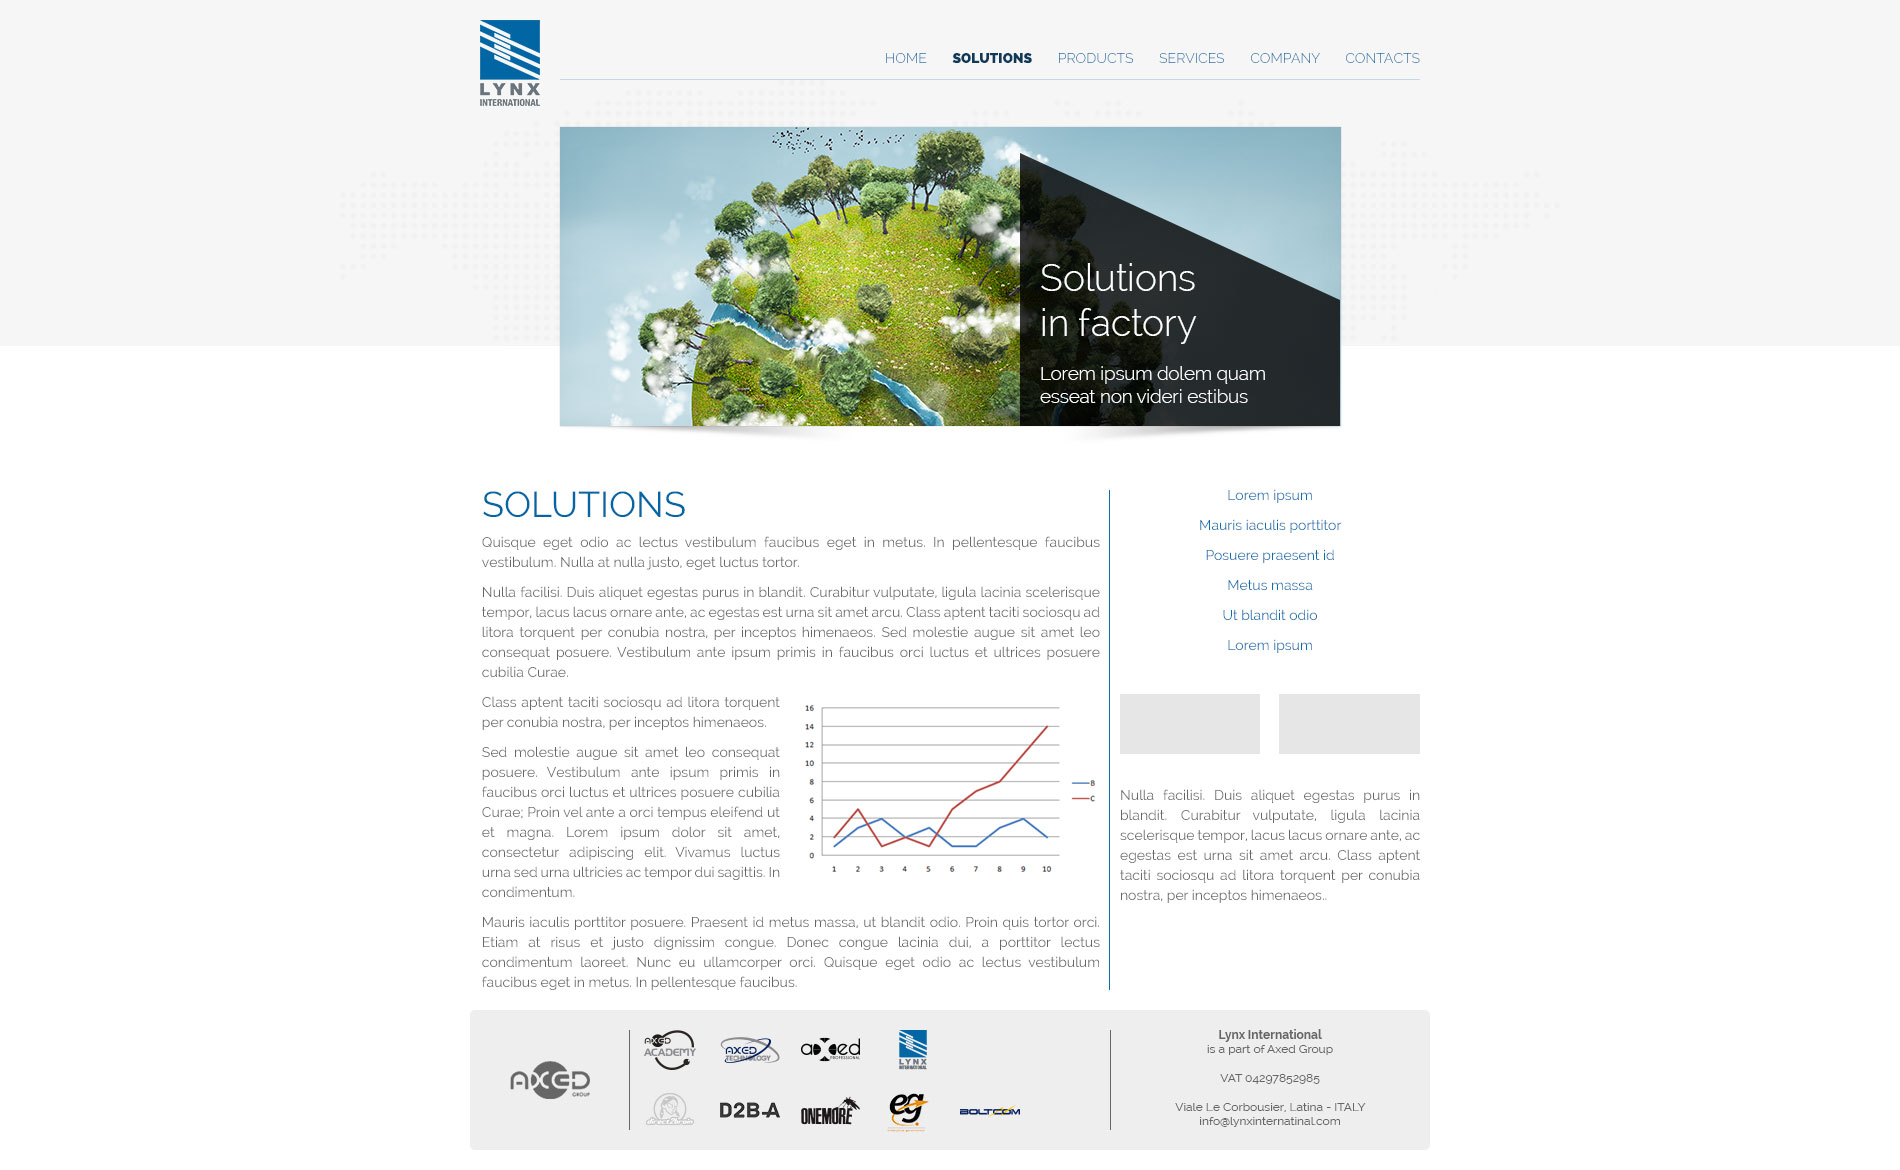 LYNX
INTERNATIONAL
HOME SOLUTIONS PRODUCTS SERVICES COMPANY CONTACTS
Solutions
in factory
Lorem ipsum dolem quam
esseat non videri estibus
SOLUTIONS
Quisque eget odio ac lectus vestibulum faucibus eget in metus. In pellentesque faucibus
vestibulum. Nulla at nulla justo, eget luctus tortor.
Nulla facilisi. Duis aliquet egestas purus in blandit. Curabitur vulputate, ligula lacinia scelerisque
tempor, lacus lacus ornare ante, ac egestas est urna sit amet arcu. Class aptent taciti sociosqu ad
litora torquent per conubia nostra, per inceptos himenaeos. Sed molestie augue sit amet leo
consequat posuere. Vestibulum ante ipsum primis in faucibus orci luctus et ultrices posuere
cubilia Curae.
Class aptent taciti sociosqu ad litora torquent
per conubia nostra, per inceptos himenaeos.
Sed molestie augue sit amet leo consequat
posuere. Vestibulum ante ipsum primis in
faucibus orci luctus et ultrices posuere cubilia
Curae; Proin vel ante a orci tempus eleifend ut
et magna. Lorem ipsum dolor sit amet,
consectetur adipiscing elit. Vivamus luctus
urna sed urna ultricies ac tempor dui sagittis. In
condimentum.
16
14
12
10
8
6
4
2
0
1 2 3 4 5 6 7 8 9 10
B
C
Mauris iaculis porttitor posuere. Praesent id metus massa, ut blandit odio. Proin quis tortor orci.
Etiam at risus et justo dignissim congue. Donec congue lacinia dui, a porttitor lectus
condimentum laoreet. Nunc eu ullamcorper orci. Quisque eget odio ac lectus vestibulum
faucibus eget in metus. In pellentesque faucibus.
Lorem ipsum
Mauris iaculis porttitor
Posuere praesent id
Metus massa
Ut blandit odio
Lorem ipsum
Nulla facilisi. Duis aliquet egestas purus in
blandit. Curabitur vulputate, ligula lacinia
scelerisque tempor, lacus lacus ornare ante, ac
egestas est urna sit amet arcu. Class aptent
taciti sociosqu ad litora torquent per conubia
nostra, per inceptos himenaeos..
AXED
GROUP
AXED
ACADEMY
AXED
TECHNOLOGY
axed
PROFESSIONAL
LYNX
INTERNATIONAL
D2B-A
ONEMORE
eg
BOLTCOM
Lynx International
is a part of Axed Group
VAT 04297852985
Viale Le Corbousier, Latina - ITALY
info@lynxinternatinal.com